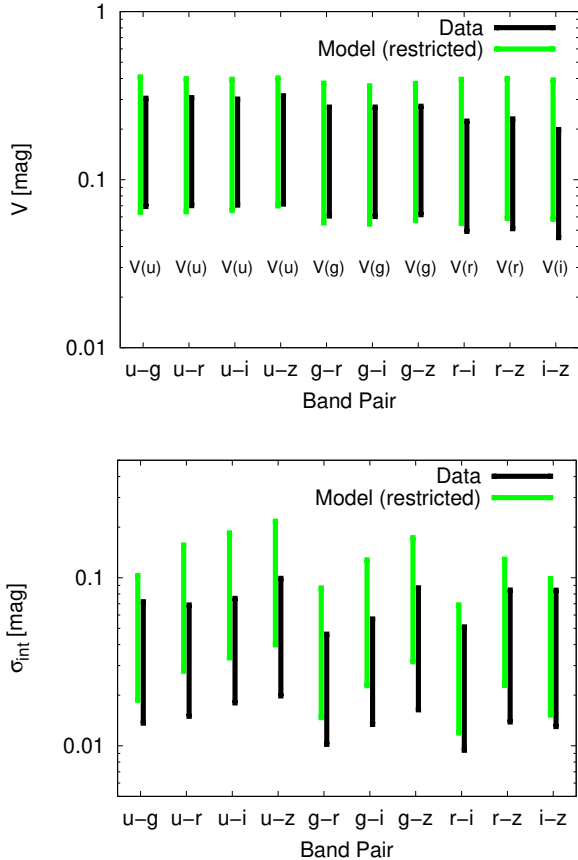 1
Data
Model (restricted)
V [mag]
0.1
V(u) V(u) V(u) V(u) V(g) V(g) V(g) V(r) V(r) V(i)
0.01
u−g u−r u−i u−z g−r g−i g−z r−i r−z i−z
Band Pair
Data
Model (restricted)
0.1
σint [mag]
0.01
u−g u−r u−i u−z g−r g−i g−z r−i r−z i−z
Band Pair